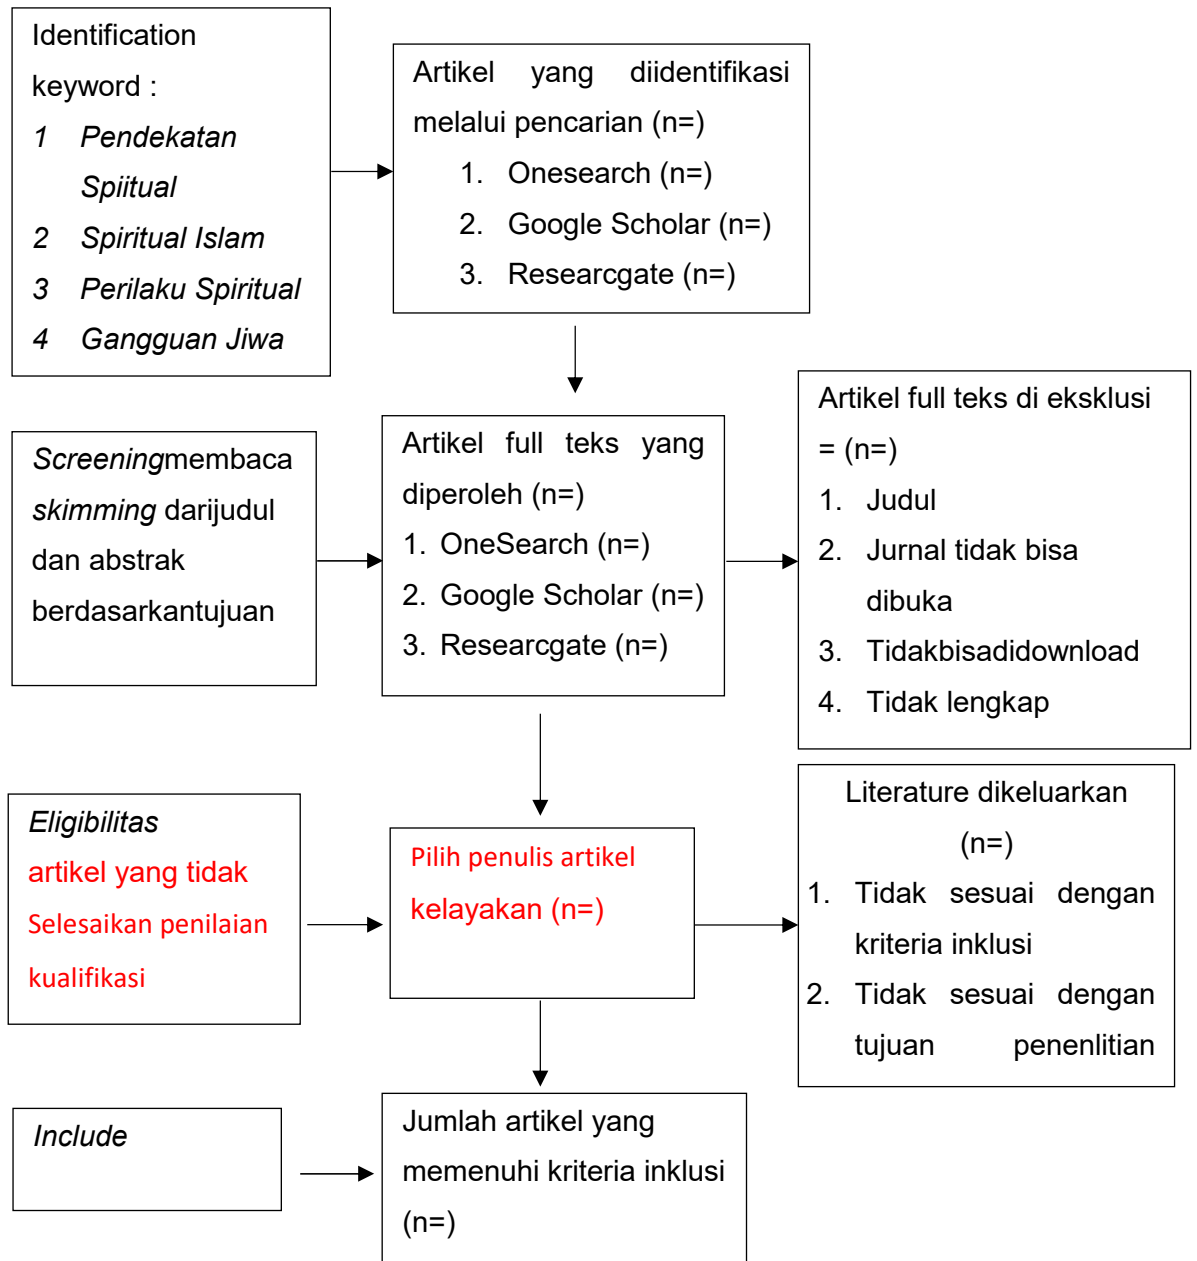 Identification
keyword :
1 Pendekatan
Spiitual
2 Spiritual Islam
3 Perilaku Spiritual
4 Gangguan Jiwa
Artikel yang diidentifikasi
melalui pencarian (n=)
1. Onesearch (n=)
2. Google Scholar (n=)
3. Researcgate (n=)
Screeningmembaca
skimming darijudul
dan abstrak
berdasarkantujuan
Artikel full teks yang
diperoleh (n=)
1. OneSearch (n=)
2. Google Scholar (n=)
3. Researcgate (n=)
Artikel full teks di eksklusi
= (n=)
1. Judul
2. Jurnal tidak bisa
dibuka
3. Tidakbisadidownload
4. Tidak lengkap
Eligibilitas
artikel yang tidak
Selesaikan penilaian
kualifikasi
Pilih penulis artikel
kelayakan (n=)
Literature dikeluarkan
(n=)
1. Tidak sesuai dengan
kriteria inklusi
2. Tidak sesuai dengan
tujuan penenlitian
Include
Jumlah artikel yang
memenuhi kriteria inklusi
(n=)